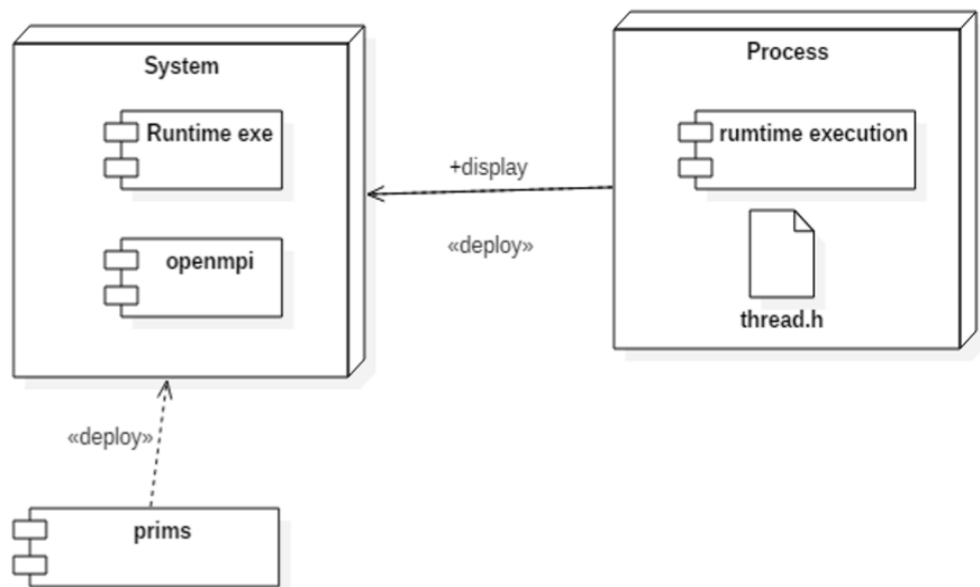 System
Runtime exe
openmpi
+display
«deploy»
Process
rumtime execution
thread.h
«deploy»
prims